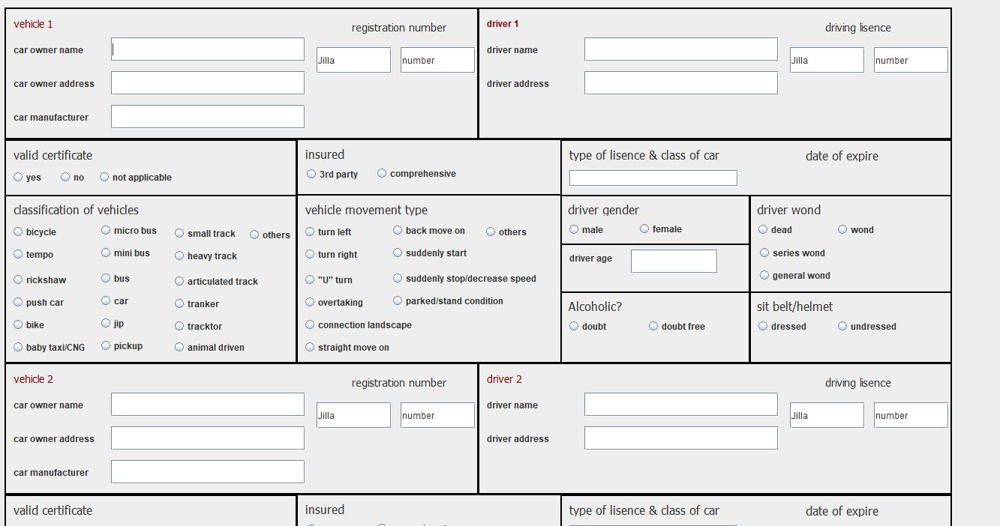 vehicle 1
registration number
car owner name
Jilla
number
car owner address
car manufacturer
driver 1
driving lisence
driver name
Jilla
number
driver address
valid certificate
yes no not applicable
insured
3rd party comprehensive
type of lisence & class of car
date of expire
classification of vehicles
bicycle micro bus small track others
tempo mini bus heavy track
rickshaw bus articulated track
push car car tranker
bike jip tracktor
baby taxi/CNG pickup animal driven
vehicle movement type
turn left back move on others
turn right suddenly start
"U" turn suddenly stop/decrease speed
overtaking parked/stand condition
connection landscape
straight move on
driver gender
male female
driver age
driver wond
dead wond
series wond
general wond
Alcoholic?
doubt doubt free
sit belt/helmet
dressed undressed
vehicle 2
registration number
car owner name
Jilla
number
car owner address
car manufacturer
driver 2
driving lisence
driver name
Jilla
number
driver address
valid certificate
insured
type of lisence & class of car
date of expire